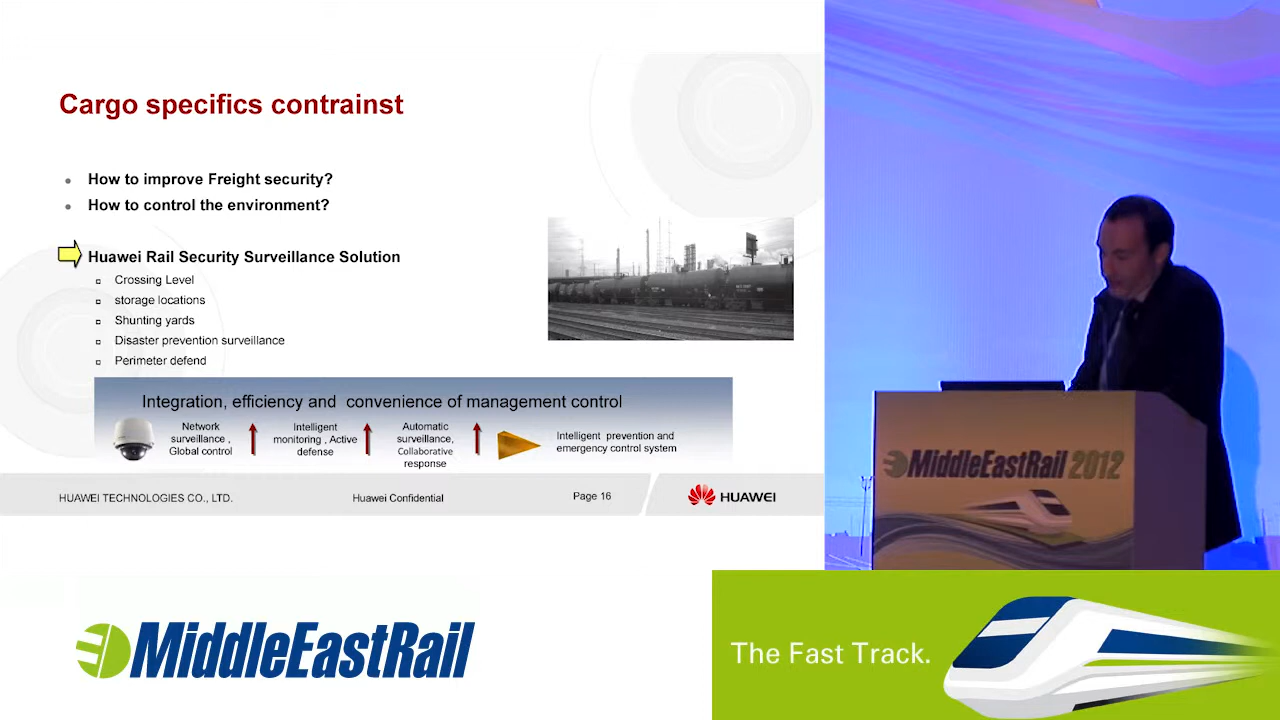 Cargo specifics contrainst
How to improve Freight security?
How to control the environment?
Huawei Rail Security Surveillance Solution
Crossing Level
storage locations
Shunting yards
Disaster prevention surveillance
Perimeter defend
Integration, efficiency and convenience of management control
Network
surveillance ,
Global control
Intelligent
monitoring , Active
defense
Automatic
surveillance,
Collaborative
response
Intelligent prevention and
emergency control system
HUAWEI TECHNOLOGIES CO., LTD.
Huawei Confidential
Page 16
HUAWEI
MiddleEastRail 2012
MiddleEastRail
The Fast Track.